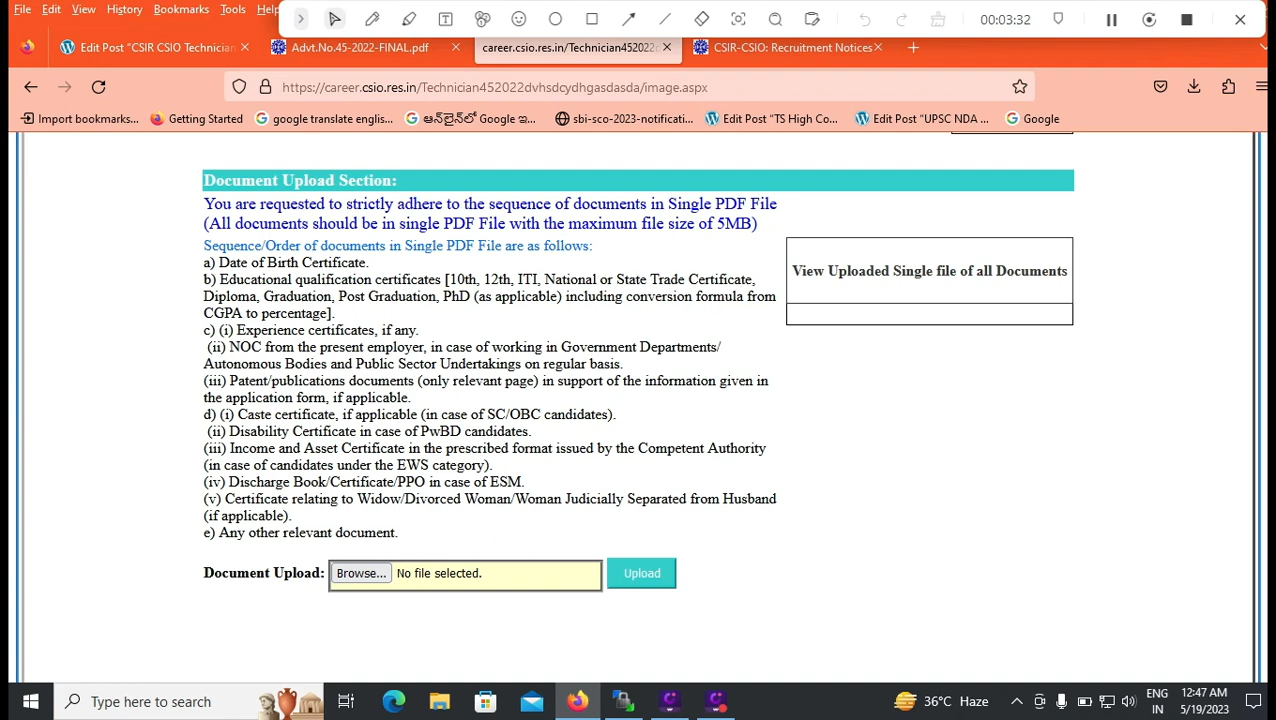 File Edit View History Bookmarks Tools Help
00:03:32
Edit Post “CSIR CSIO Technician
Advt.No.45-2022-FINAL.pdf
career.csio.res.in/Technician452022d
CSIR-CSIO: Recruitment Notices
https://career.csio.res.in/Technician452022dvhsdcydhgasdasda/image.aspx
Import bookmarks...
Getting Started
google translate englis...
ఆన్‌లైన్‌లో Google ఇ...
sbi-sco-2023-notificati...
Edit Post “TS High Co...
Edit Post “UPSC NDA ...
Google
Document Upload Section:
You are requested to strictly adhere to the sequence of documents in Single PDF File
(All documents should be in single PDF File with the maximum file size of 5MB)
Sequence/Order of documents in Single PDF File are as follows:
a) Date of Birth Certificate.
b) Educational qualification certificates [10th, 12th, ITI, National or State Trade Certificate,
Diploma, Graduation, Post Graduation, PhD (as applicable) including conversion formula from
CGPA to percentage].
c) (i) Experience certificates, if any.
(ii) NOC from the present employer, in case of working in Government Departments/
Autonomous Bodies and Public Sector Undertakings on regular basis.
(iii) Patent/publications documents (only relevant page) in support of the information given in
the application form, if applicable.
d) (i) Caste certificate, if applicable (in case of SC/OBC candidates).
(ii) Disability Certificate in case of PwBD candidates.
(iii) Income and Asset Certificate in the prescribed format issued by the Competent Authority
(in case of candidates under the EWS category).
(iv) Discharge Book/Certificate/PPO in case of ESM.
(v) Certificate relating to Widow/Divorced Woman/Woman Judicially Separated from Husband
(if applicable).
e) Any other relevant document.
View Uploaded Single file of all Documents
Document Upload: Browse... No file selected. Upload
Type here to search
36°C Haze
ENG
IN
12:47 AM
5/19/2023